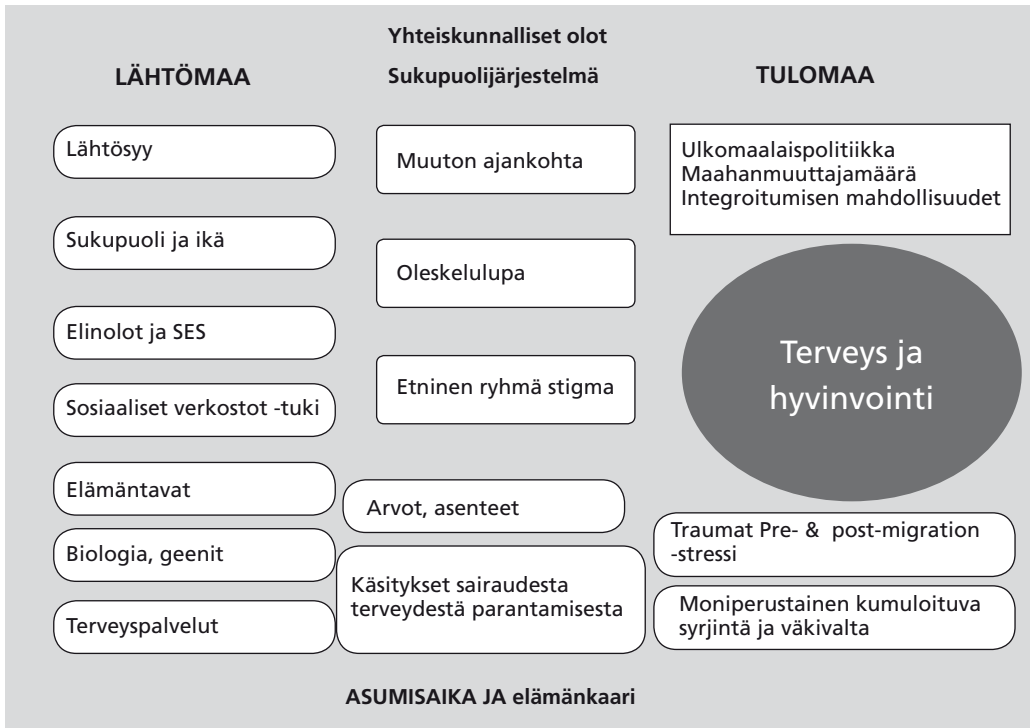 Yhteiskunnalliset olot
Sukupuolijärjestelmä
LÄHTÖMAA
TULOMAA
Lähtösyy
Sukupuoli ja ikä
Elinolot ja SES
Sosiaaliset verkostot -tuki
Elämäntavat
Biologia, geenit
Terveyspalvelut
Muuton ajankohta
Oleskelulupa
Etninen ryhmä stigma
Arvot, asenteet
Käsitykset sairaudesta
terveydestä parantamisesta
Ulkomaalaispolitiikka
Maahanmuuttajamäärä
Integroitumisen mahdollisuudet
Terveys ja
hyvinvointi
Traumat Pre- & post-migration
-stressi
Moniperustainen kumuloituva
syrjintä ja väkivalta
ASUMISAIKA JA elämänkaari